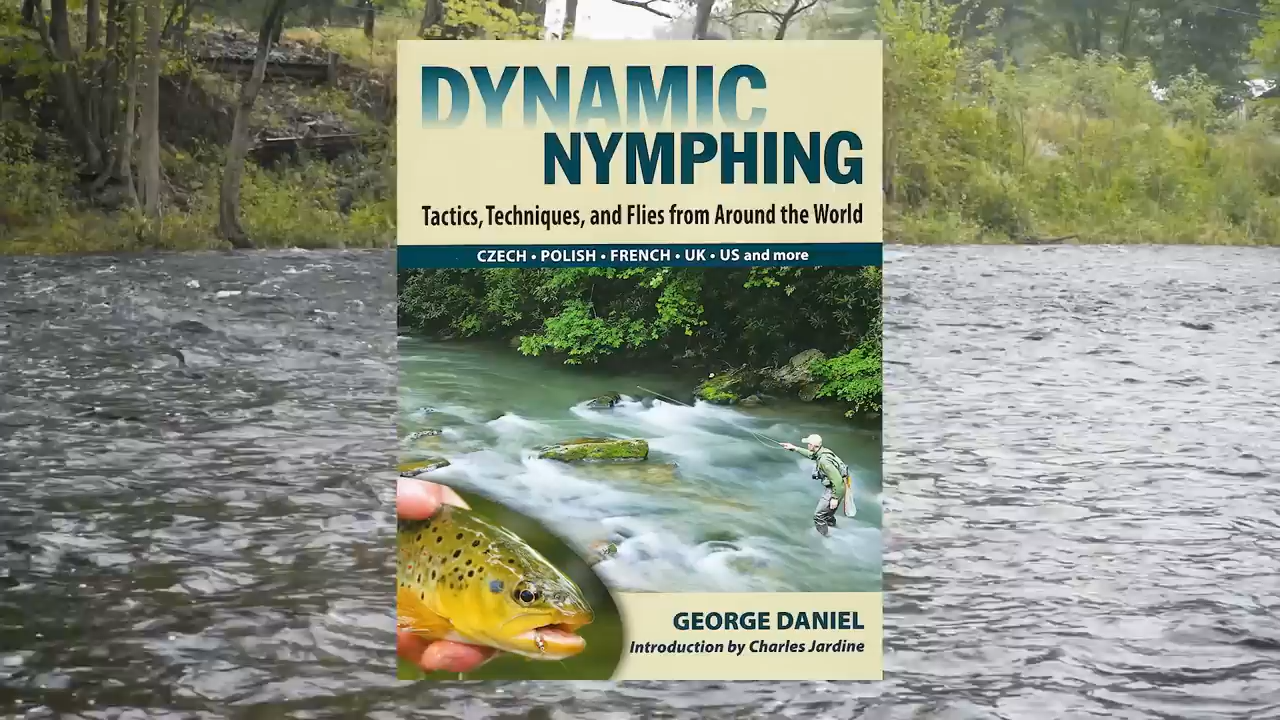 DYNAMIC
NYMPHING
Tactics, Techniques, and Flies from Around the World
CZECH • POLISH • FRENCH • UK • US and more
GEORGE DANIEL
Introduction by Charles Jardine